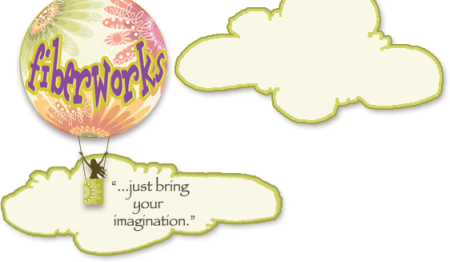 fiberworks
“...just bring
your
imagination.”